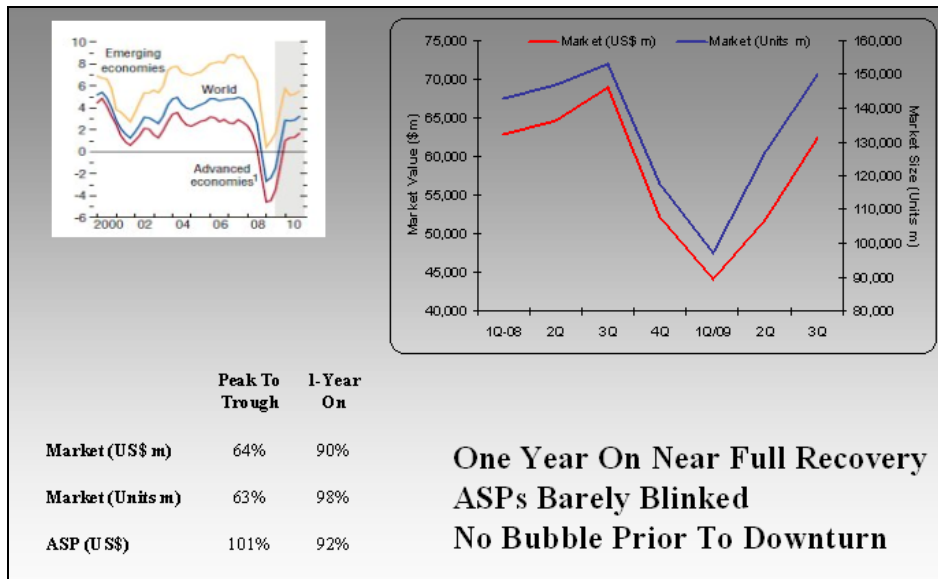 10
8
6
4
2
0
-2
-4
-6
Emerging
economies
World
Advanced
economies¹
2000 02 04 06 08 10
Market (US$ m) Market (Units m)
Market Value ($m)
75,000
70,000
65,000
60,000
55,000
50,000
45,000
40,000
160,000
150,000
140,000
130,000
120,000
110,000
100,000
90,000
80,000
Market Size (Units m)
1Q-08 2Q 3Q 4Q 1Q/09 2Q 3Q
Peak To 1-Year
Trough On
Market (US$ m) 64% 90%
Market (Units m) 63% 98%
ASP (US$) 101% 92%
One Year On Near Full Recovery
ASPs Barely Blinked
No Bubble Prior To Downturn